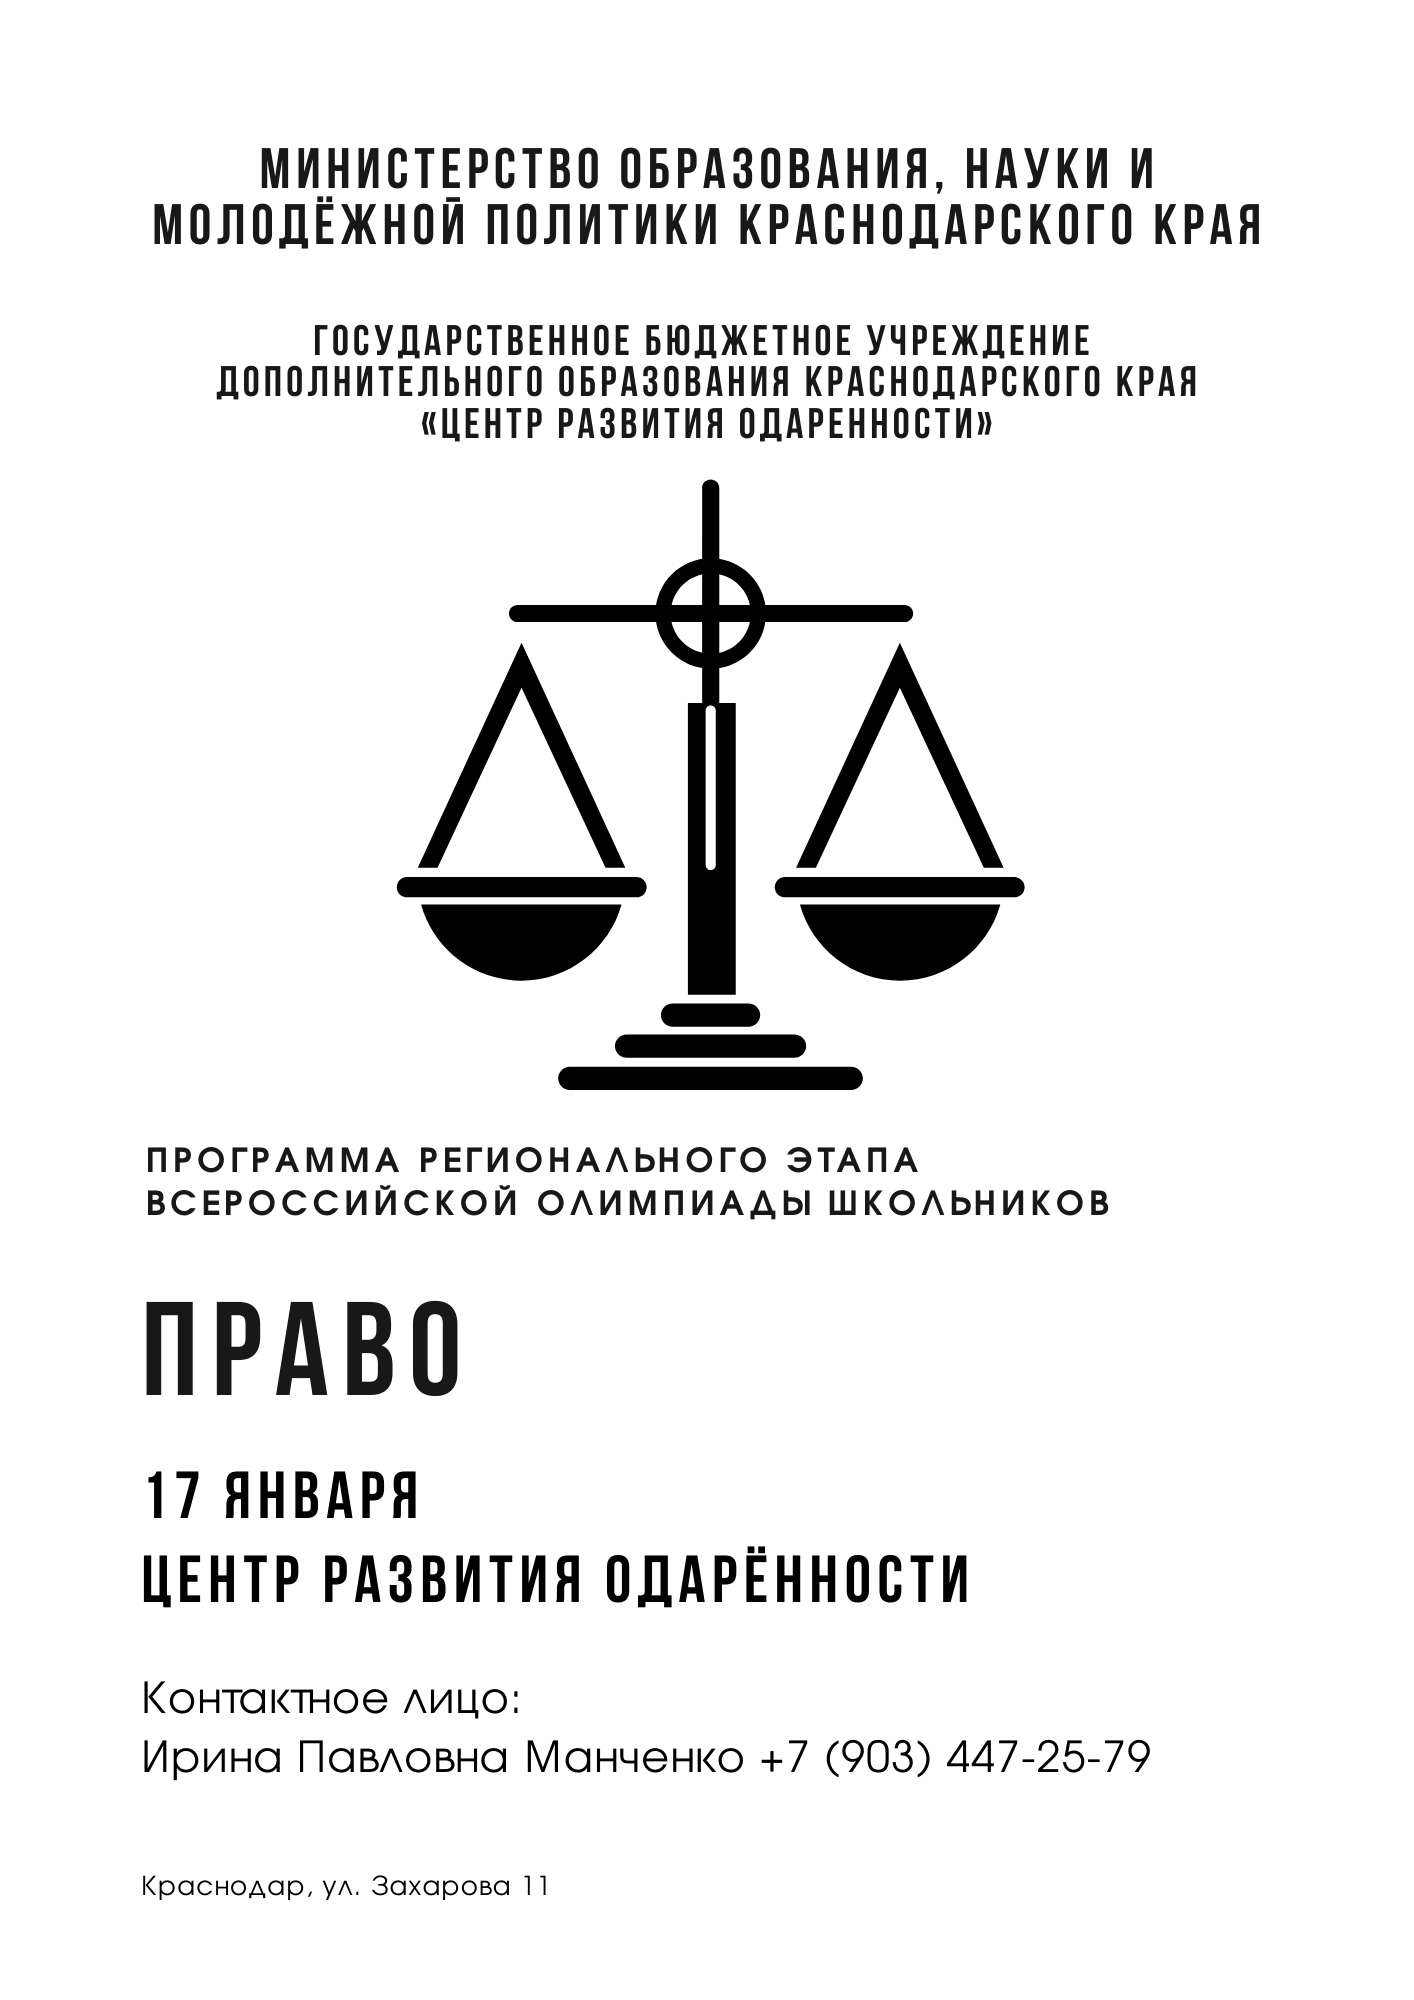 МИНИСТЕРСТВО ОБРАЗОВАНИЯ, НАУКИ И
МОЛОДЁЖНОЙ ПОЛИТИКИ КРАСНОДАРСКОГО КРАЯ
ГОСУДАРСТВЕННОЕ БЮДЖЕТНОЕ УЧРЕЖДЕНИЕ
ДОПОЛНИТЕЛЬНОГО ОБРАЗОВАНИЯ КРАСНОДАРСКОГО КРАЯ
«ЦЕНТР РАЗВИТИЯ ОДАРЕННОСТИ»
ПРОГРАММА РЕГИОНАЛЬНОГО ЭТАПА
ВСЕРОССИЙСКОЙ ОЛИМПИАДЫ ШКОЛЬНИКОВ
ПРАВО
17 ЯНВАРЯ
ЦЕНТР РАЗВИТИЯ ОДАРЁННОСТИ
Контактное лицо:
Ирина Павловна Манченко +7 (903) 447-25-79
Краснодар, ул. Захарова 11